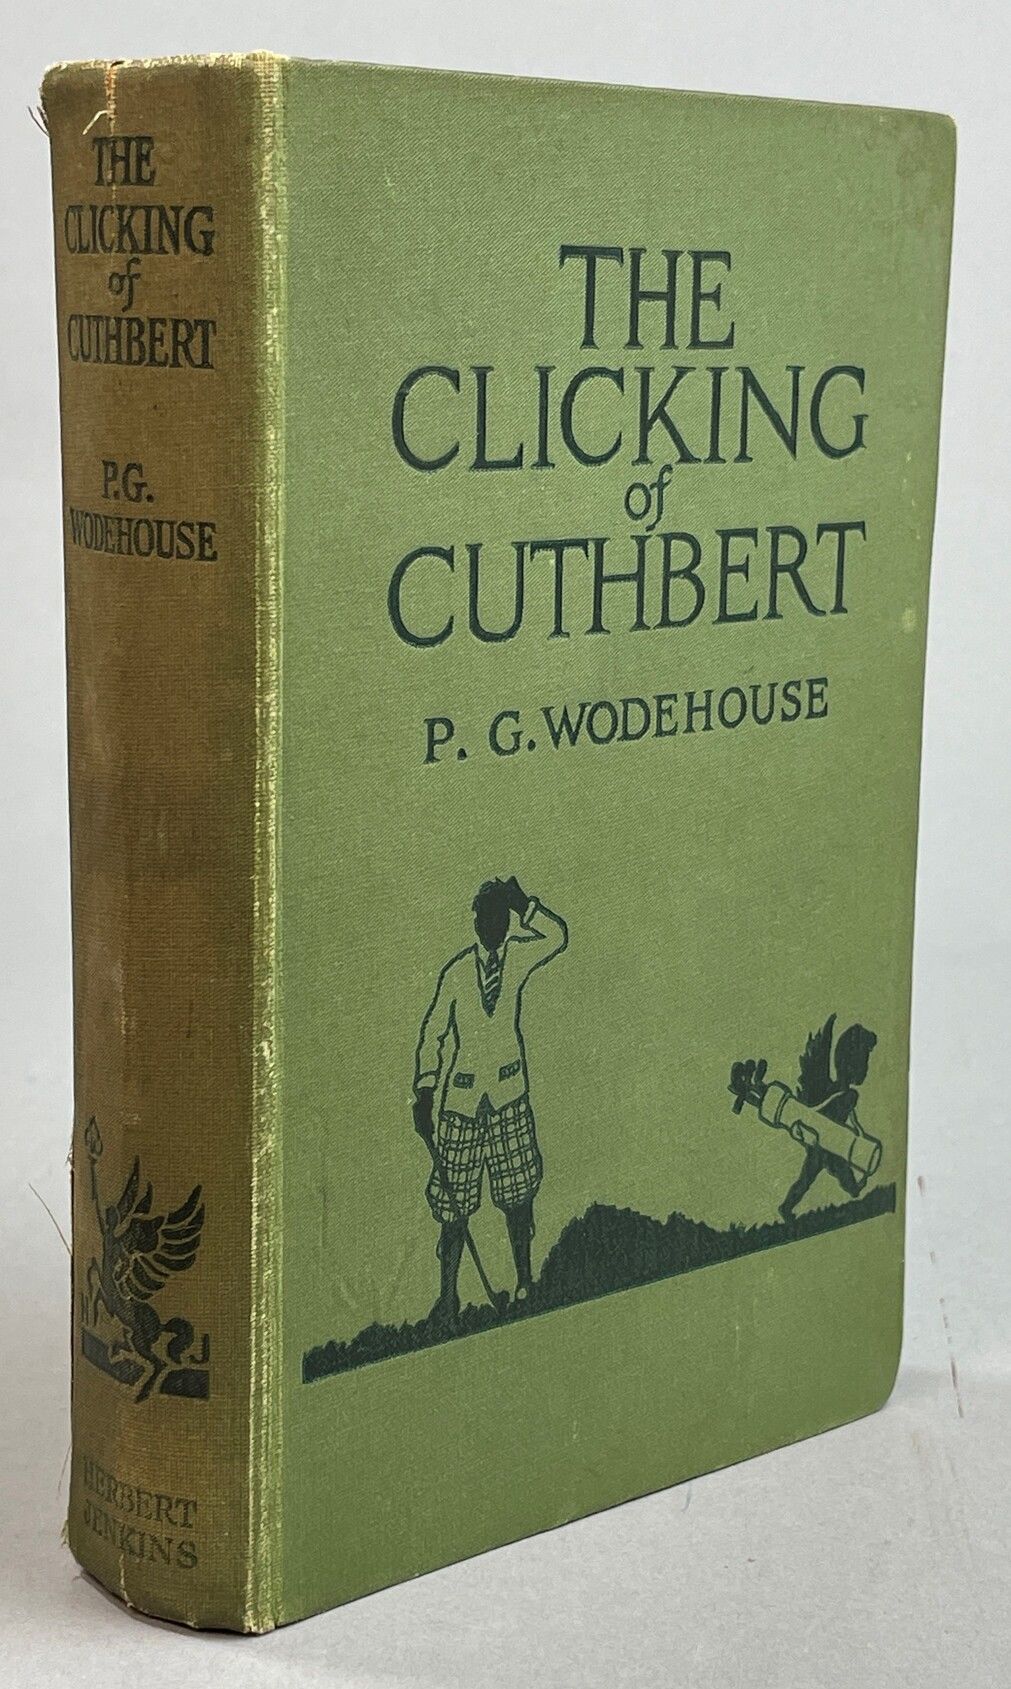 THE
CLICKING
of
CUTHBERT
P.G.
WODEHOUSE
H J
HERBERT
JENKINS
THE
CLICKING
of
CUTHBERT
P. G. WODEHOUSE